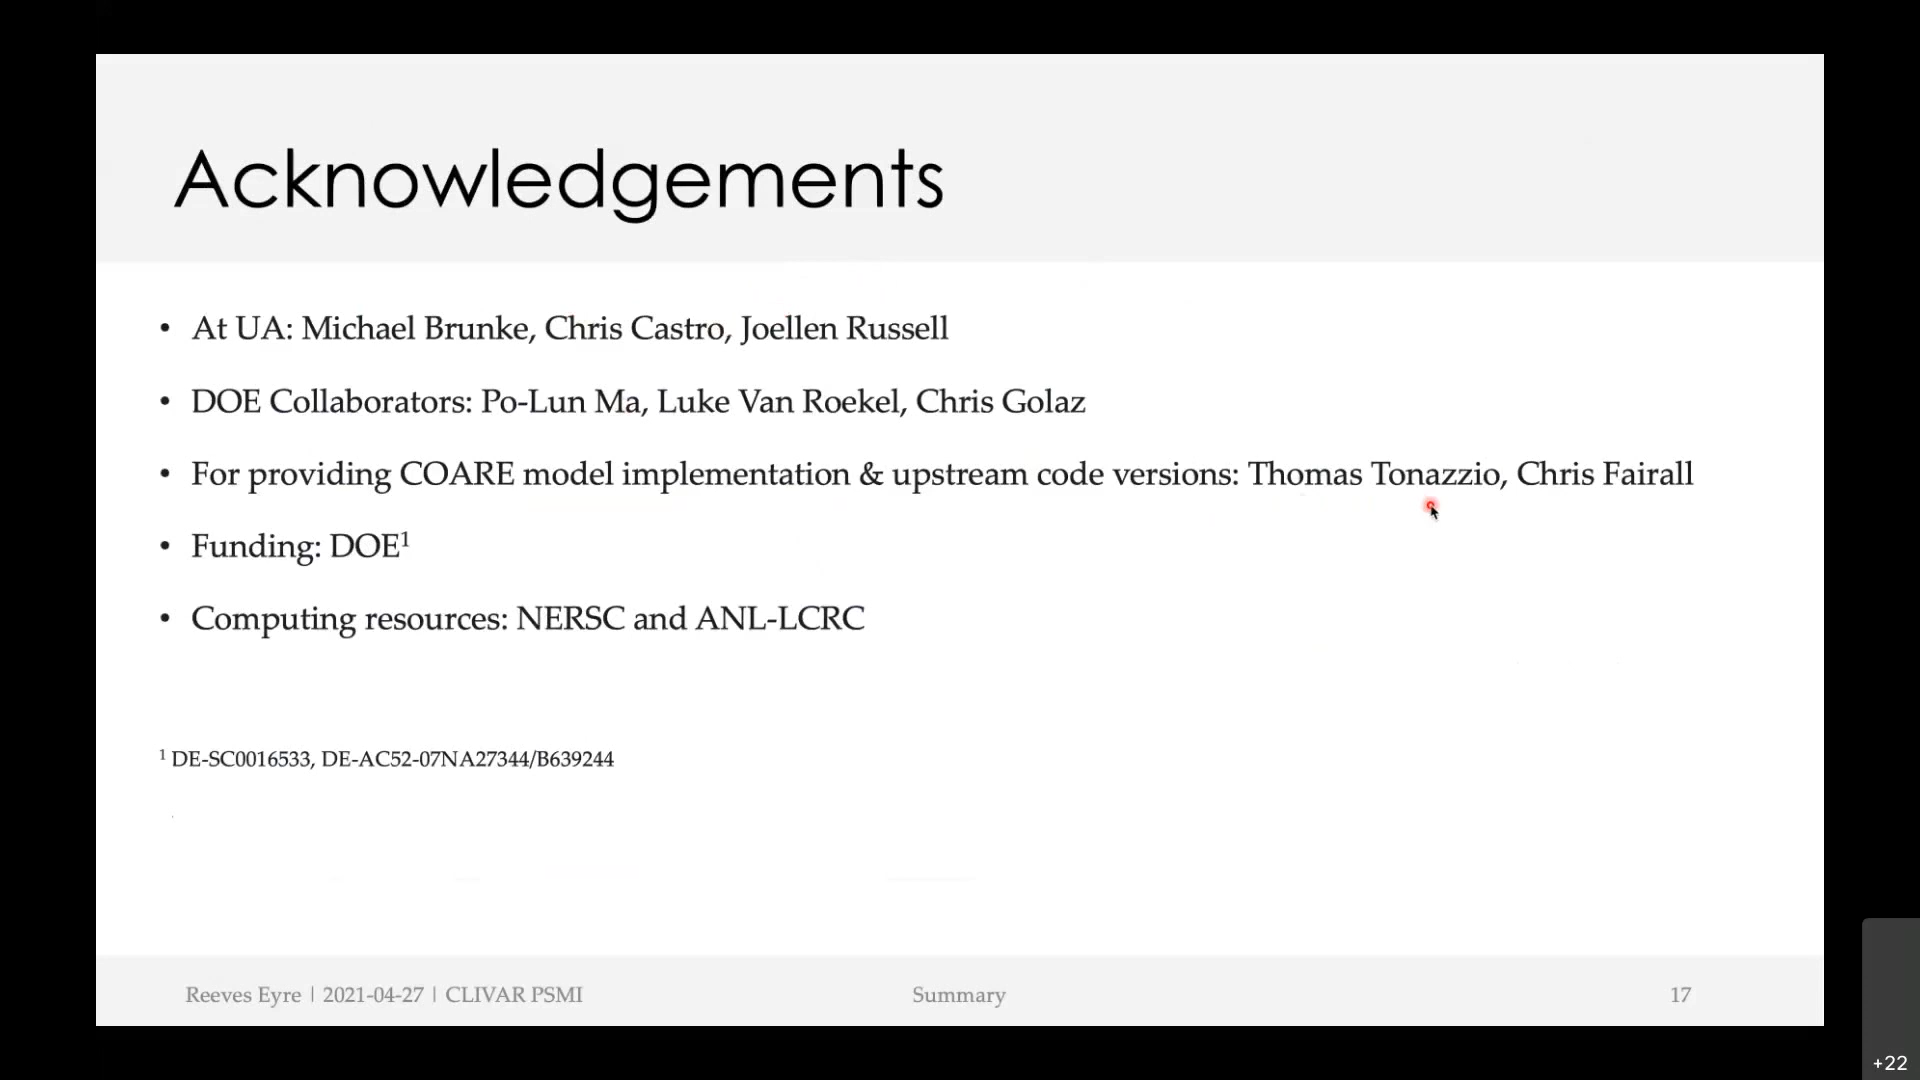 Acknowledgements
• At UA: Michael Brunke, Chris Castro, Joellen Russell
• DOE Collaborators: Po-Lun Ma, Luke Van Roekel, Chris Golaz
• For providing COARE model implementation & upstream code versions: Thomas Tonazzio, Chris Fairall
• Funding: DOE¹
• Computing resources: NERSC and ANL-LCRC
¹ DE-SC0016533, DE-AC52-07NA27344/B639244
Reeves Eyre | 2021-04-27 | CLIVAR PSMI
Summary
17
+22